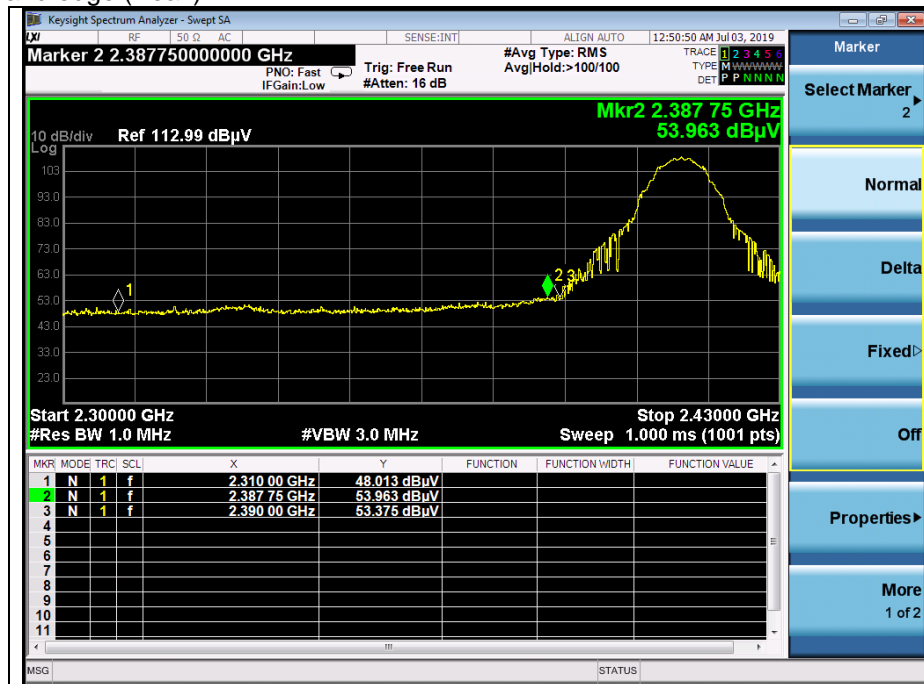 Keysight Spectrum Analyzer - Swept SA
LXI RF 50 Ω AC SENSE:INT ALIGN AUTO 12:50:50 AM Jul 03, 2019
Marker 2 2.387750000000 GHz
PNO: Fast
IFGain:Low
Trig: Free Run
#Atten: 16 dB
#Avg Type: RMS
Avg|Hold:>100/100
TRACE 1 2 3 4 5 6
TYPE M W W W W W
DET P P N N N N
Mkr2 2.387 75 GHz
53.963 dBµV
10 dB/div Ref 112.99 dBµV
Log
103
93.0
83.0
73.0
63.0
53.0
43.0
33.0
23.0
1
2 3
Start 2.30000 GHz Stop 2.43000 GHz
#Res BW 1.0 MHz #VBW 3.0 MHz Sweep 1.000 ms (1001 pts)
MKR MODE TRC SCL X Y FUNCTION FUNCTION WIDTH FUNCTION VALUE
1 N 1 f 2.310 00 GHz 48.013 dBµV
2 N 1 f 2.387 75 GHz 53.963 dBµV
3 N 1 f 2.390 00 GHz 53.375 dBµV
4
5
6
7
8
9
10
11
MSG STATUS
Marker
Select Marker
2
Normal
Delta
Fixed
Off
Properties
More
1 of 2